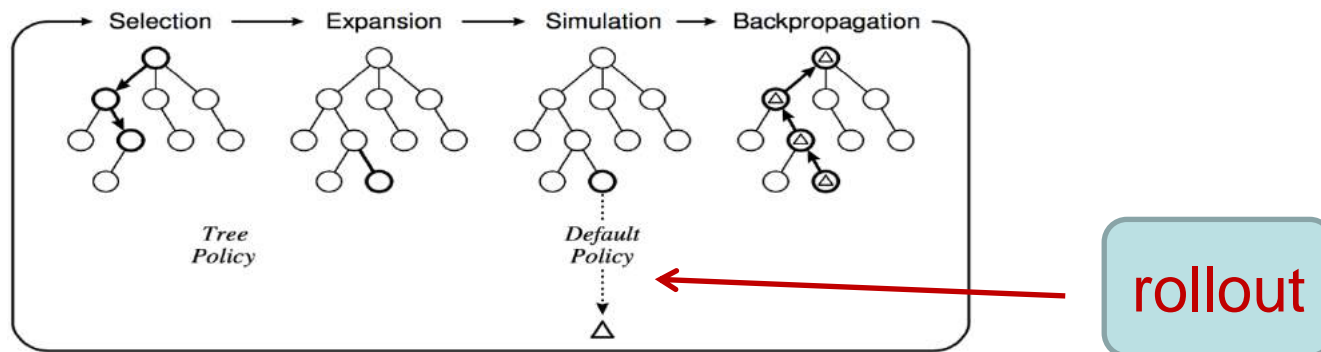 Selection Expansion Simulation Backpropagation
Tree
Policy
Default
Policy
rollout